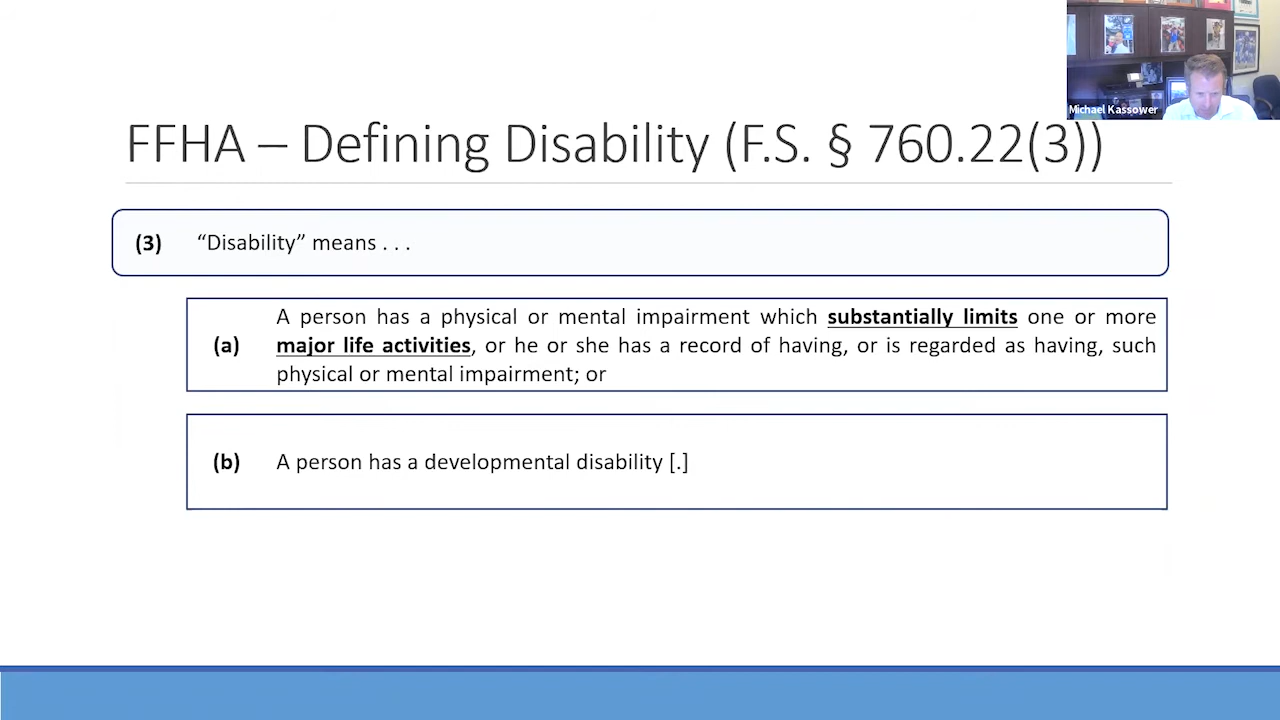 Michael Kassower
FFHA – Defining Disability (F.S. § 760.22(3))
(3) “Disability” means . . .
(a) A person has a physical or mental impairment which substantially limits one or more
major life activities, or he or she has a record of having, or is regarded as having, such
physical or mental impairment; or
(b) A person has a developmental disability [.]